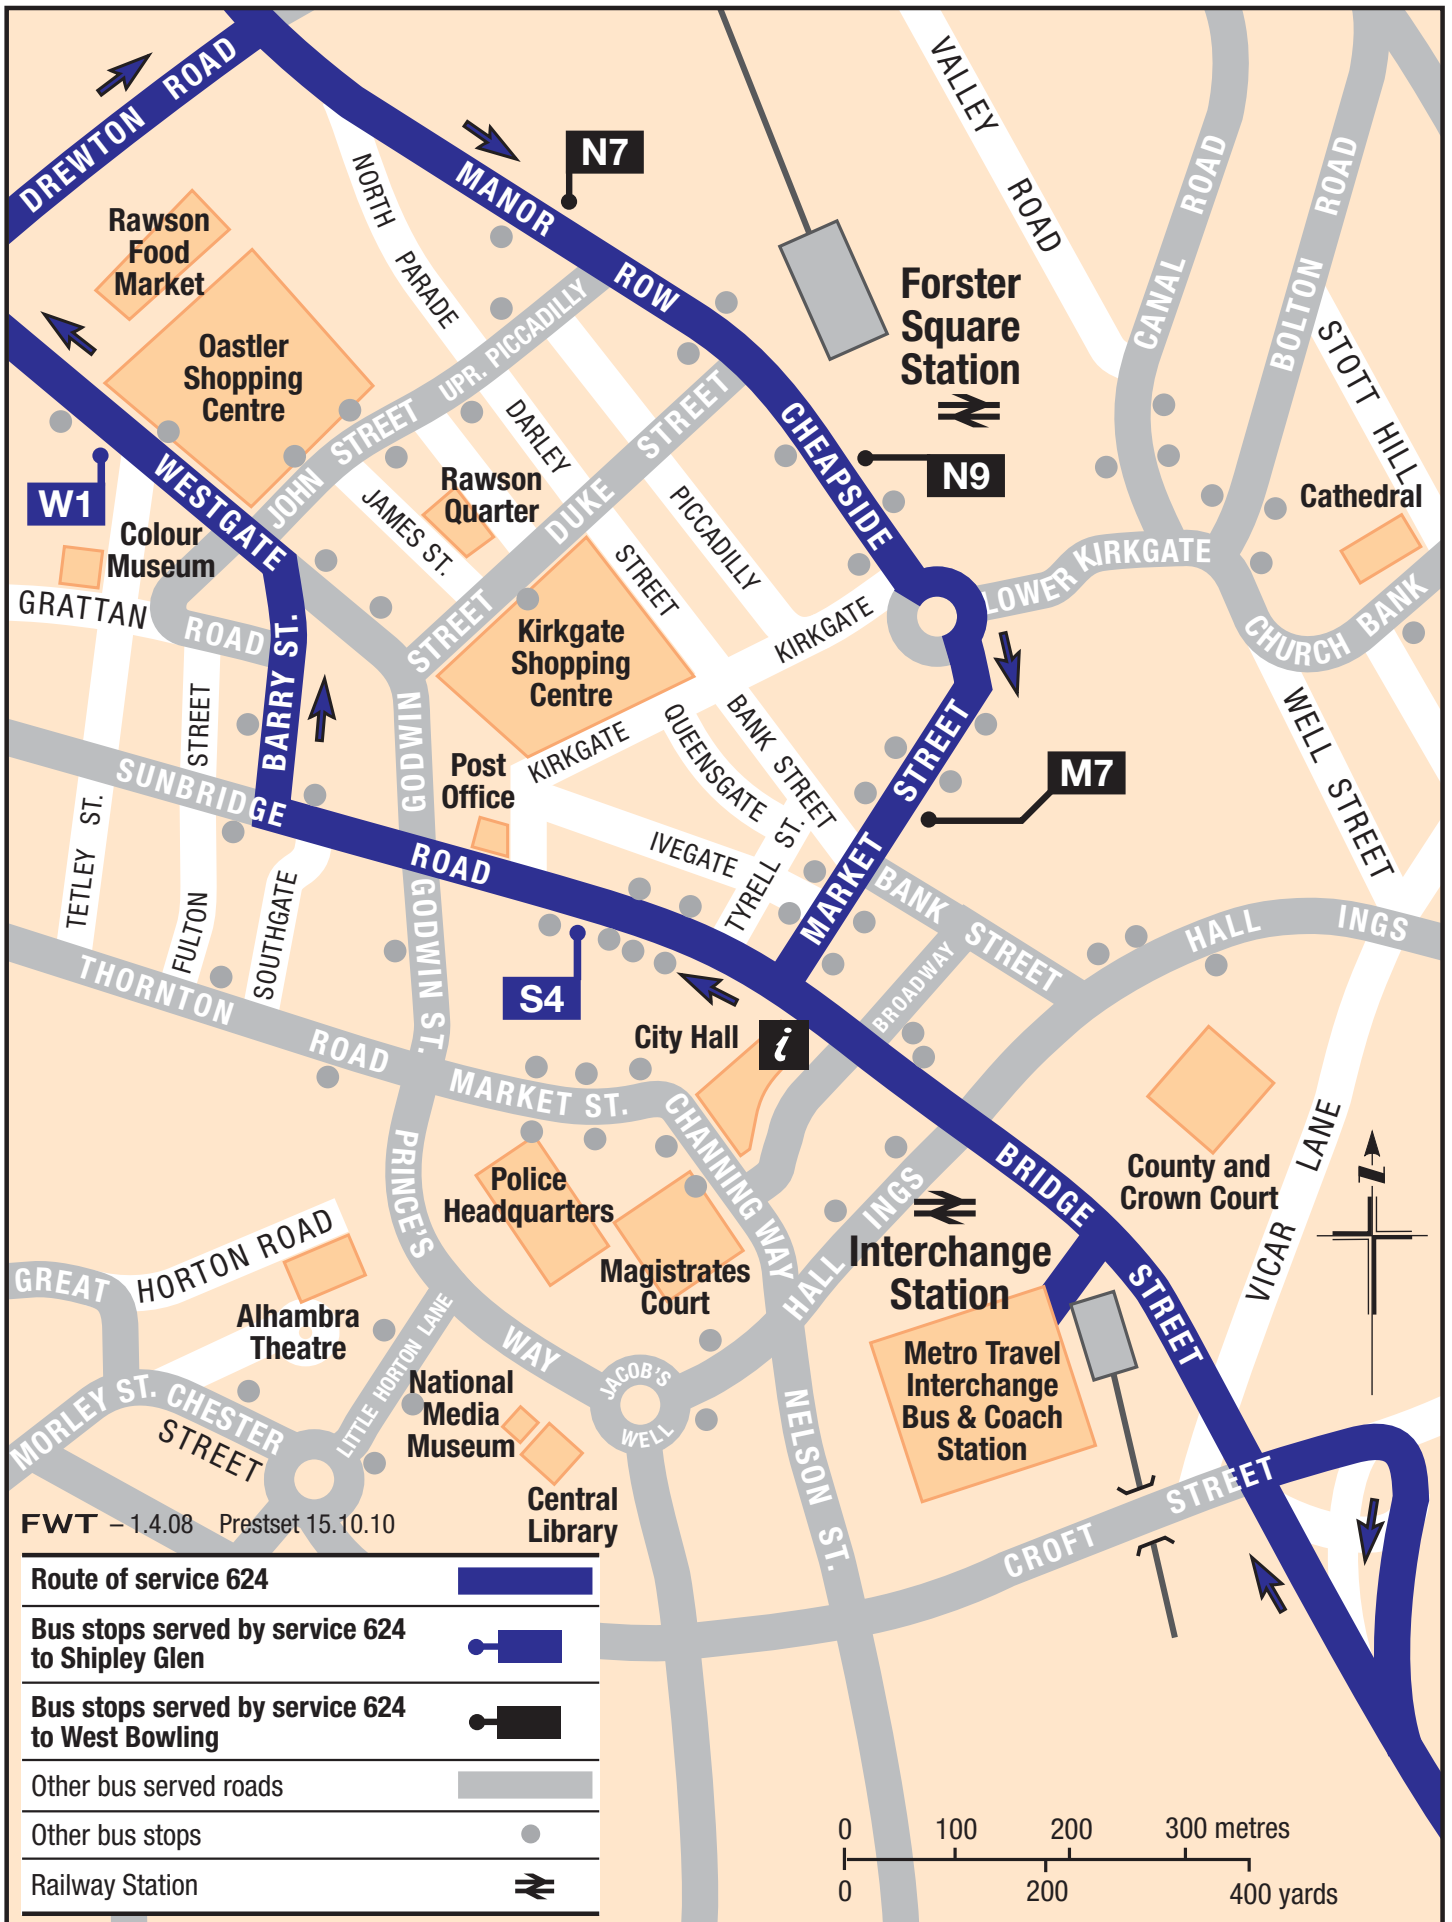 DREWTON ROAD
MANOR ROW
N7
NORTH PARADE
VALLEY ROAD
CANAL ROAD
BOLTON ROAD
STOTT HILL
Rawson
Food
Market
Oastler
Shopping
Centre
UPR. PICCADILLY
JOHN STREET
Forster
Square
Station
CHEAPSIDE
N9
DARLEY STREET
PICCADILLY
DUKE STREET
STREET
Rawson
Quarter
JAMES ST.
Cathedral
W1
WESTGATE
Colour
Museum
GRATTAN
ROAD
LOWER KIRKGATE
CHURCH BANK
Kirkgate
Shopping
Centre
KIRKGATE
KIRKGATE
BARRY ST.
GODWIN
GODWIN ST.
QUEENSGATE
BANK STREET
Post
Office
IVEGATE
TYRELL ST.
MARKET STREET
M7
WELL STREET
SUNBRIDGE
ROAD
TETLEY ST.
FULTON STREET
SOUTHGATE
BANK STREET
BROADWAY
HALL INGS
THORNTON ROAD
S4
City Hall
i
MARKET ST.
CHANNING WAY
PRINCE'S WAY
Police
Headquarters
Magistrates
Court
HALL INGS
BRIDGE STREET
County and
Crown Court
VICAR LANE
N
Interchange
Station
Metro Travel
Interchange
Bus & Coach
Station
GREAT HORTON ROAD
Alhambra
Theatre
LITTLE HORTON LANE
MORLEY ST.
CHESTER
STREET
JACOB'S
WELL
National
Media
Museum
Central
Library
NELSON ST.
CROFT STREET
FWT – 1.4.08 Prestset 15.10.10
Route of service 624
Bus stops served by service 624
to Shipley Glen
Bus stops served by service 624
to West Bowling
Other bus served roads
Other bus stops
Railway Station
0 100 200 300 metres
0 200 400 yards